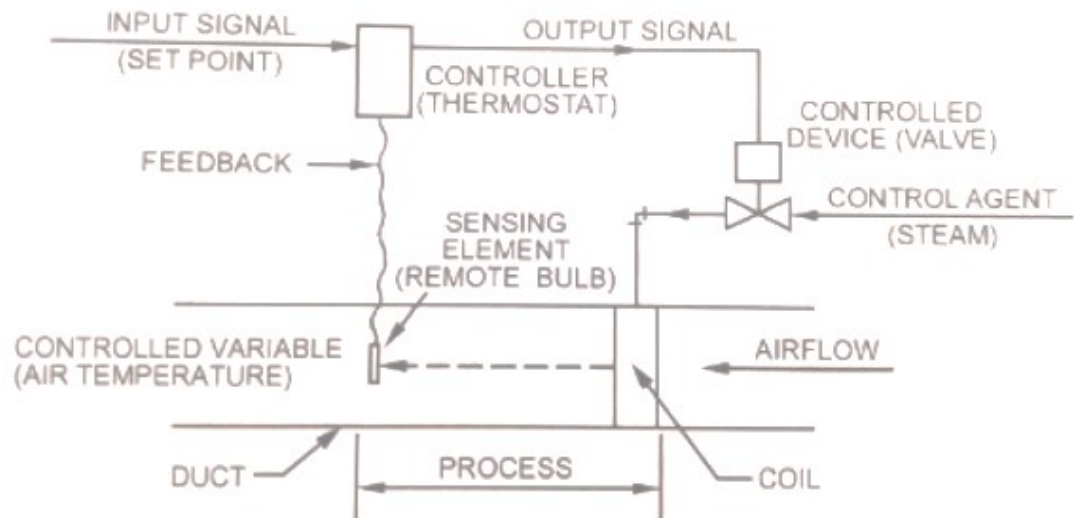 INPUT SIGNAL
(SET POINT)
OUTPUT SIGNAL
CONTROLLER
(THERMOSTAT)
CONTROLLED
DEVICE (VALVE)
FEEDBACK
CONTROL AGENT
(STEAM)
SENSING
ELEMENT
(REMOTE BULB)
CONTROLLED VARIABLE
(AIR TEMPERATURE)
AIRFLOW
DUCT
PROCESS
COIL